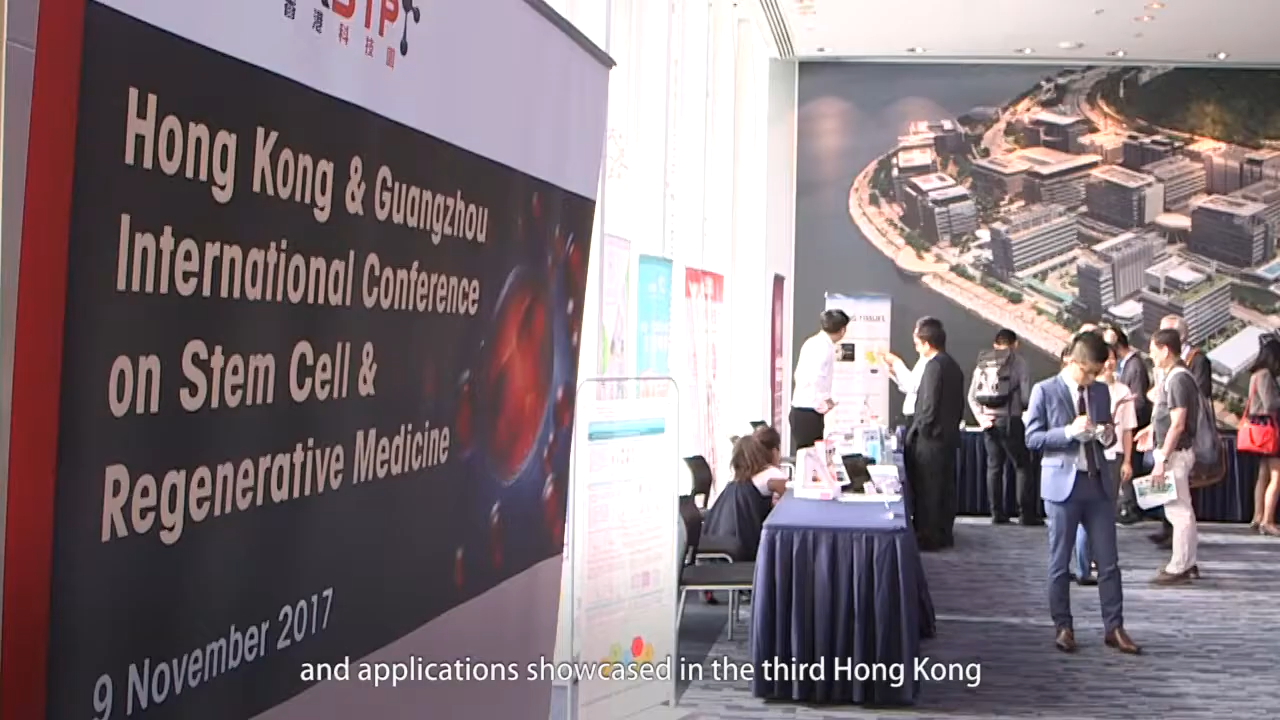 香港科技園
Hong Kong & Guangzhou
International Conference
on Stem Cell &
Regenerative Medicine
9 November 2017
and applications showcased in the third Hong Kong